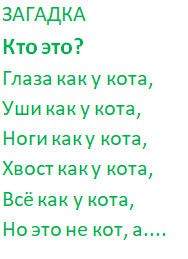 ЗАГАДКА
Кто это?
Глаза как у кота,
Уши как у кота,
Ноги как у кота,
Хвост как у кота,
Всё как у кота,
Но это не кот, а....